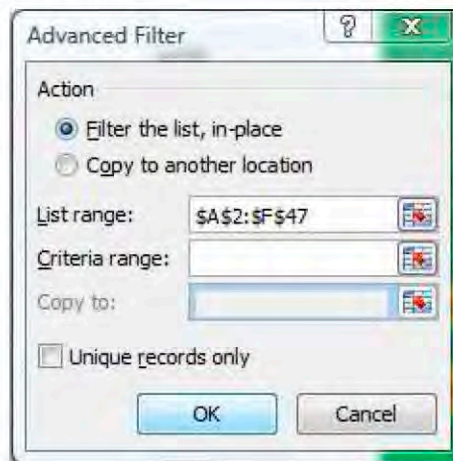 Advanced Filter
?
X
Action
Filter the list, in-place
Copy to another location
List range: $A$2:$F$47
Criteria range:
Copy to:
Unique records only
OK Cancel